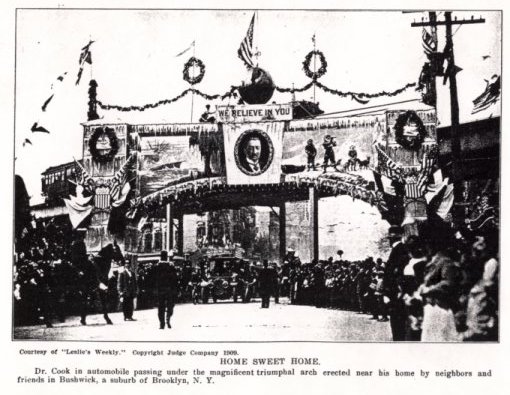 WE BELIEVE IN YOU
Courtesy of "Leslie's Weekly." Copyright Judge Company 1909.
HOME SWEET HOME.
Dr. Cook in automobile passing under the magnificent triumphal arch erected near his home by neighbors and
friends in Bushwick, a suburb of Brooklyn, N. Y.